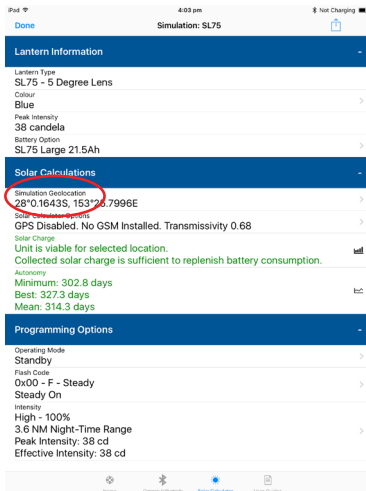 iPad
4:03 pm
Not Charging
Done
Simulation: SL75
Lantern Information
-
Lantern Type
SL75 - 5 Degree Lens
Colour
Blue
Peak Intensity
38 candela
Battery Option
SL75 Large 21.5Ah
Solar Calculations
-
Simulation Geolocation
28°0.1643S, 153°25.7996E
Solar Calculator Options
GPS Disabled. No GSM Installed. Transmissivity 0.68
Solar Charge
Unit is viable for selected location.
Collected solar charge is sufficient to replenish battery consumption.
Autonomy
Minimum: 302.8 days
Best: 327.3 days
Mean: 314.3 days
Programming Options
-
Operating Mode
Standby
Flash Code
0x00 - F - Steady
Steady On
Intensity
High - 100%
3.6 NM Night-Time Range
Peak Intensity: 38 cd
Effective Intensity: 38 cd